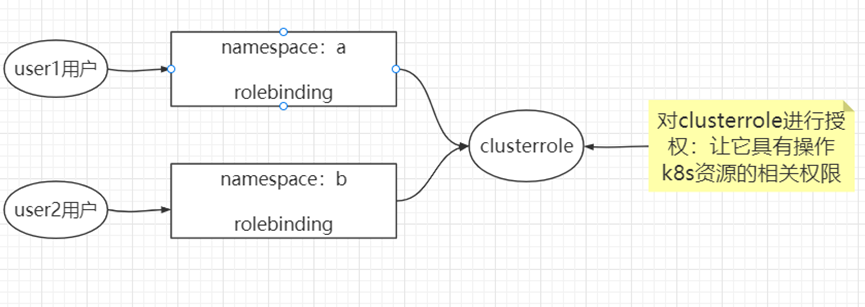 user1用户
namespace：a
rolebinding
user2用户
namespace：b
rolebinding
clusterrole
对clusterrole进行授
权：让它具有操作
k8s资源的相关权限